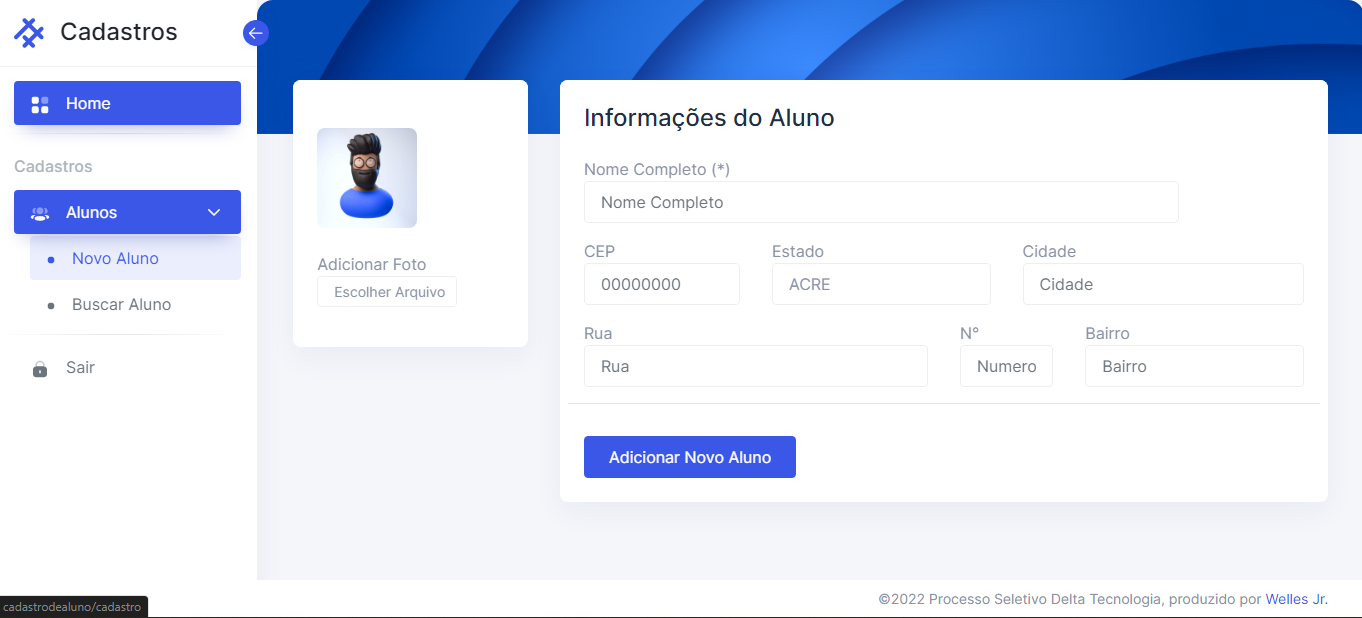 Cadastros
Home
Cadastros
Alunos
Novo Aluno
Buscar Aluno
Sair
Adicionar Foto
Escolher Arquivo
Informações do Aluno
Nome Completo (*)
Nome Completo
CEP Estado Cidade
00000000 ACRE Cidade
Rua N° Bairro
Rua Numero Bairro
Adicionar Novo Aluno
©2022 Processo Seletivo Delta Tecnologia, produzido por Welles Jr.
cadastrodealuno/cadastro